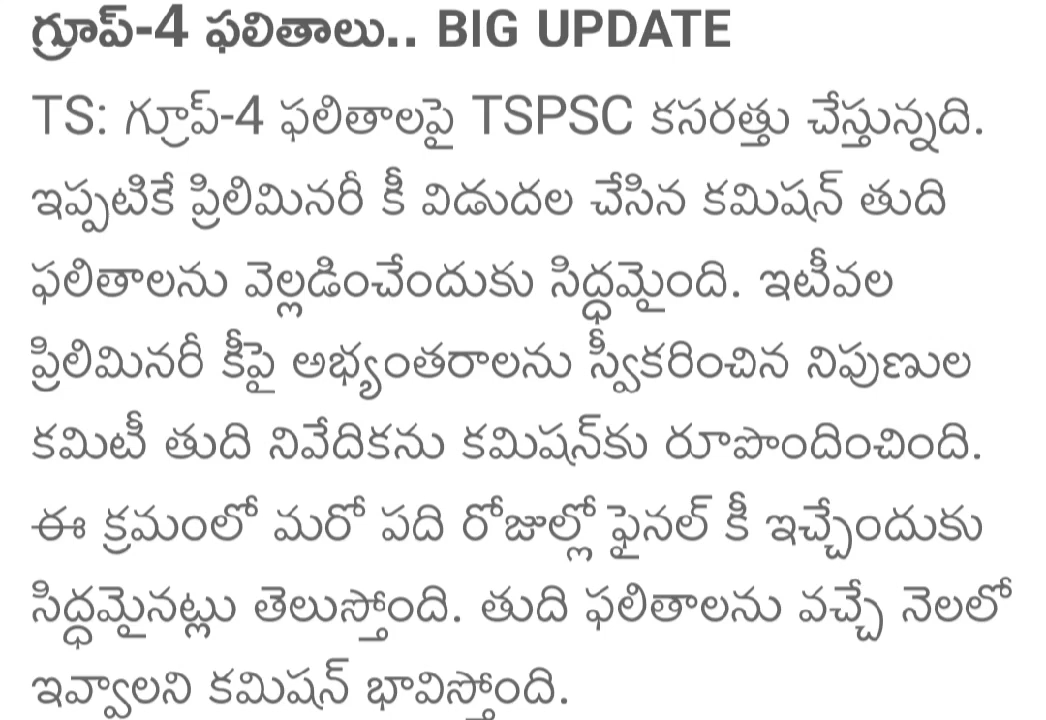 గ్రూప్-4 ఫలితాలు.. BIG UPDATE
TS: గ్రూప్-4 ఫలితాలపై TSPSC కసరత్తు చేస్తున్నది.
ఇప్పటికే ప్రిలిమినరీ కీ విడుదల చేసిన కమిషన్ తుది
ఫలితాలను వెల్లడించేందుకు సిద్ధమైంది. ఇటీవల
ప్రిలిమినరీ కీపై అభ్యంతరాలను స్వీకరించిన నిపుణుల
కమిటీ తుది నివేదికను కమిషన్‌కు రూపొందించింది.
ఈ క్రమంలో మరో పది రోజుల్లో ఫైనల్ కీ ఇచ్చేందుకు
సిద్ధమైనట్లు తెలుస్తోంది. తుది ఫలితాలను వచ్చే నెలలో
ఇవ్వాలని కమిషన్ భావిస్తోంది.